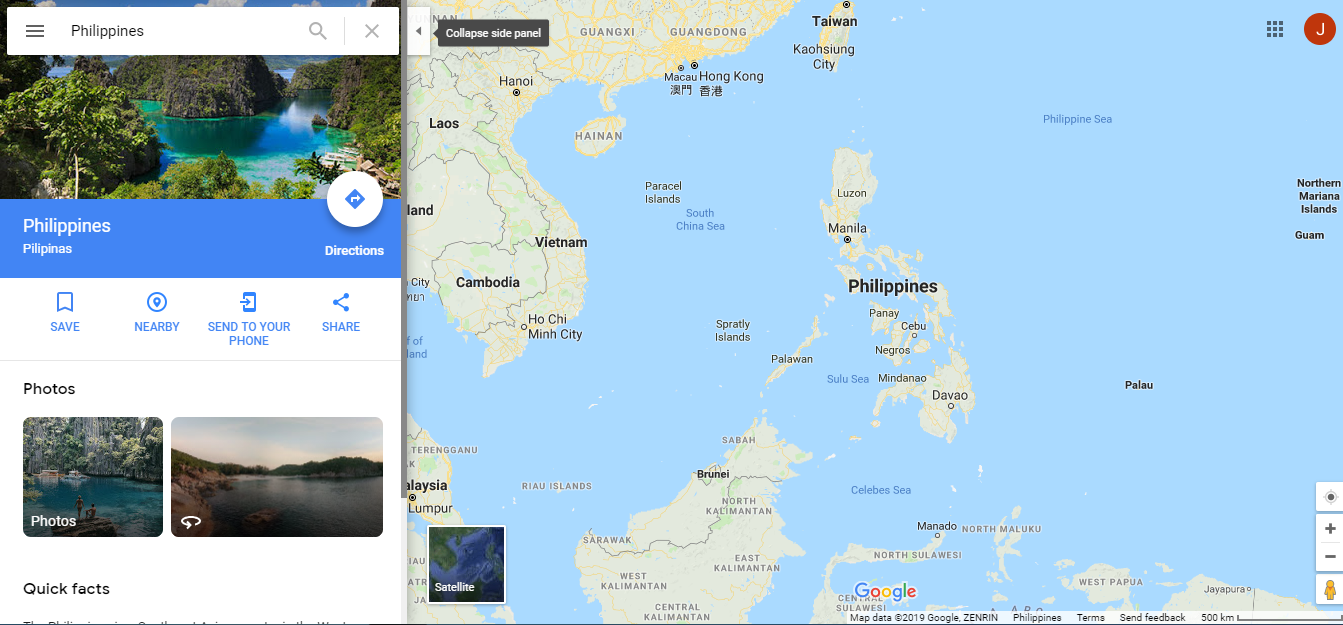 Philippines
Collapse side panel
J
Philippines
Pilipinas
Directions
SAVE
NEARBY
SEND TO YOUR
PHONE
SHARE
Photos
Photos
Quick facts
GUANGXI
GUANGDONG
Taiwan
Kaohsiung
City
Hanoi
Macau
澳門
Hong Kong
香港
Laos
HAINAN
Philippine Sea
Paracel
Islands
South
China Sea
Luzon
Manila
Northern
Mariana
Islands
Guam
land
Vietnam
Cambodia
City
Ho Chi
Minh City
f of
land
Philippines
Panay
Cebu
Negros
Spratly
Islands
Palawan
Sulu Sea
Mindanao
Davao
Palau
TERENGGANU
AK
alaysia
Lumpur
RIAU ISLANDS
SABAH
Brunei
NORTH
KALIMANTAN
Celebes Sea
SARAWAK
EAST
KALIMANTAN
WEST
KALIMANTAN
CENTRAL
KALIMANTAN
Manado
NORTH MALUKU
NORTH SULAWESI
CENTRAL
SULAWESI
WEST PAPUA
Jayapura
Satellite
Google
Map data ©2019 Google, ZENRIN
Philippines
Terms
Send feedback
500 km